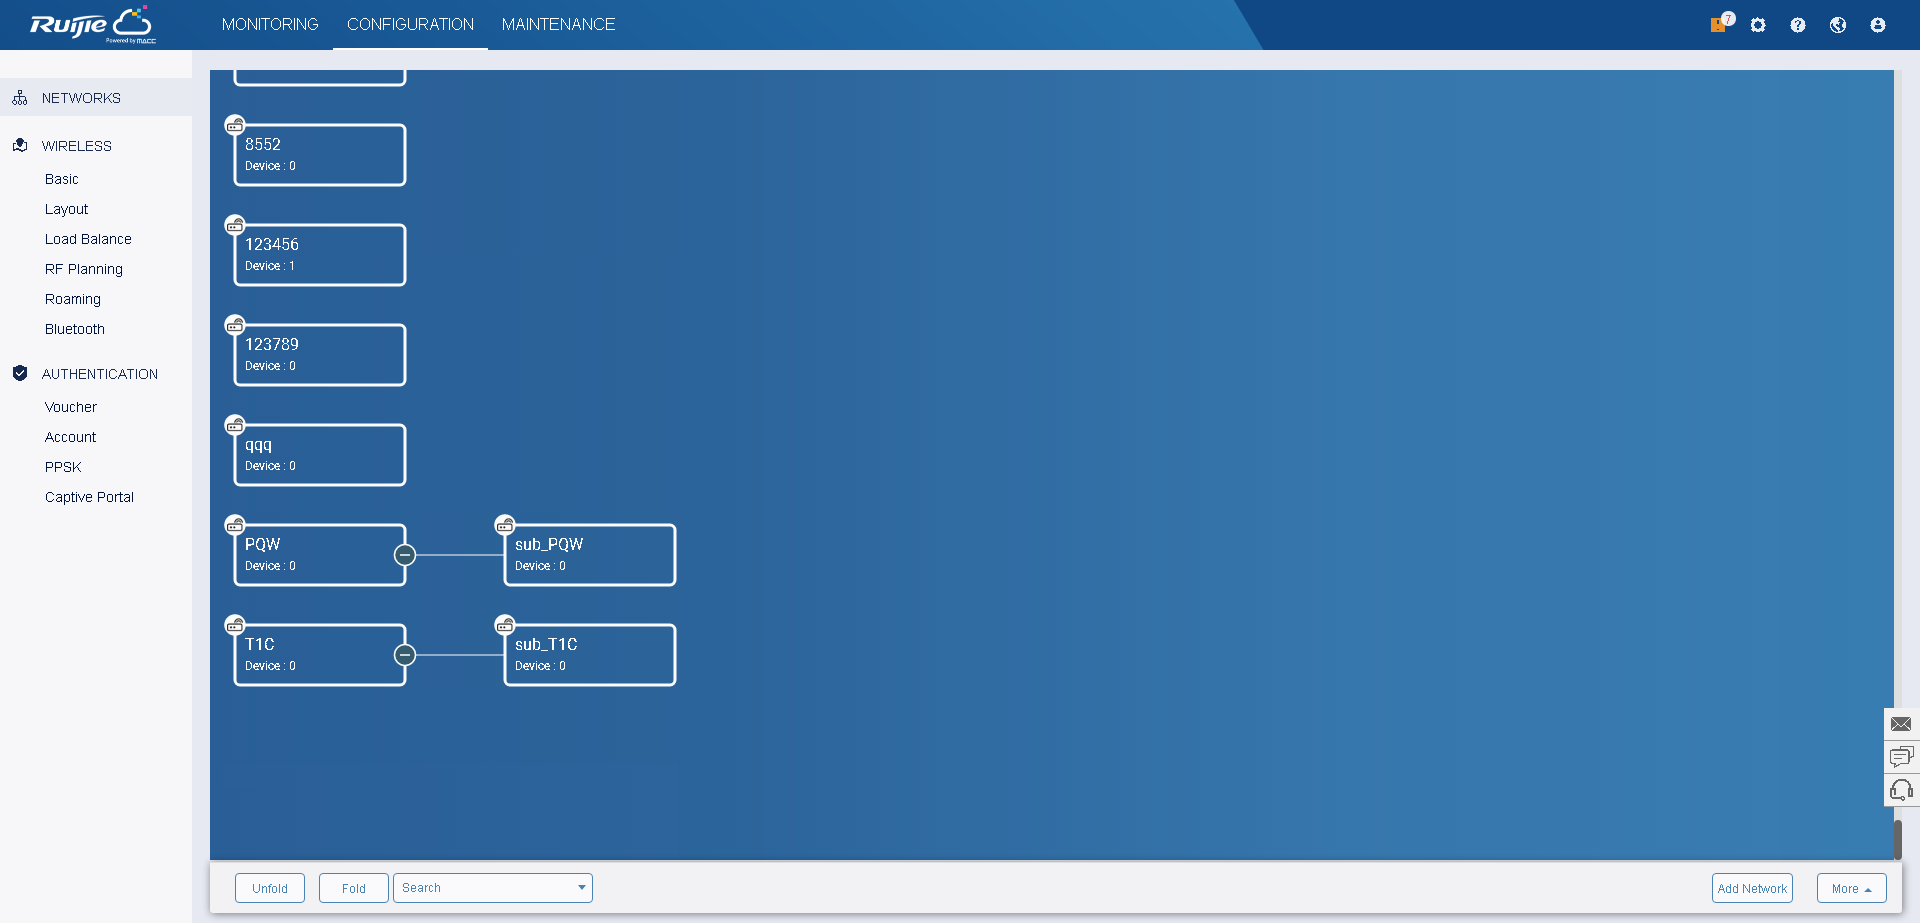 Ruijie
Powered by MACC
MONITORING
CONFIGURATION
MAINTENANCE
7
NETWORKS
WIRELESS
Basic
Layout
Load Balance
RF Planning
Roaming
Bluetooth
AUTHENTICATION
Voucher
Account
PPSK
Captive Portal
8552
Device : 0
123456
Device : 1
123789
Device : 0
qqq
Device : 0
PQW
Device : 0
sub_PQW
Device : 0
T1C
Device : 0
sub_T1C
Device : 0
Unfold
Fold
Search
Add Network
More